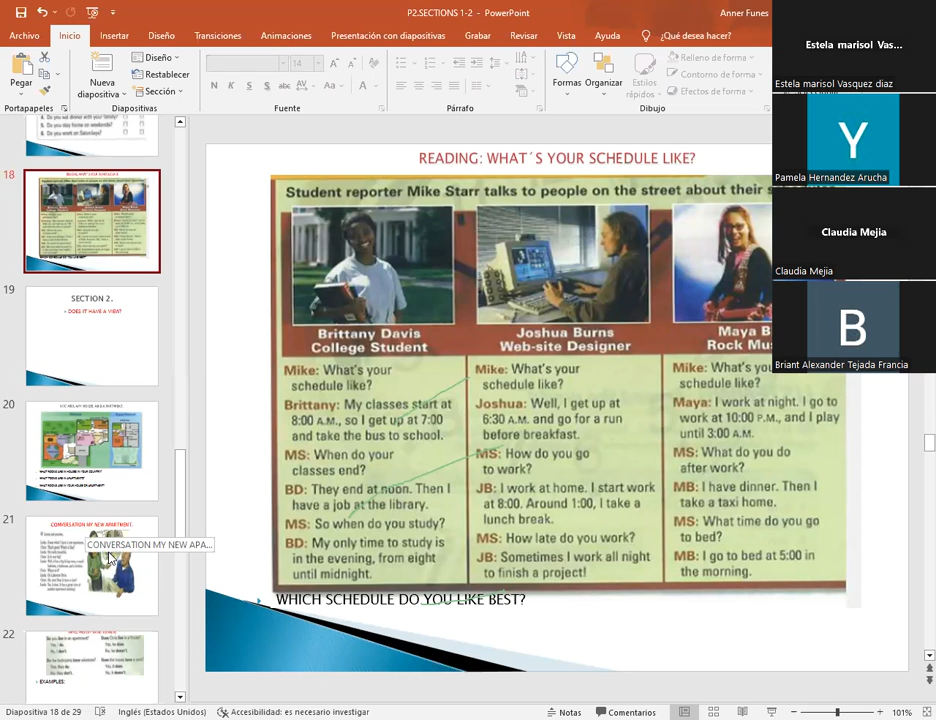 P2.SECTIONS 1-2 - PowerPoint
Anner Funes
Archivo Inicio Insertar Diseño Transiciones Animaciones Presentación con diapositivas Grabar Revisar Vista Ayuda ¿Qué desea hacer?
Pegar
Nueva diapositiva
Diseño
Restablecer
Sección
14
N K S S abc AV Aa A
Formas
Organizar
Estilos rápidos
Relleno de forma
Contorno de forma
Efectos de forma
Portapapeles
Diapositivas
Fuente
Párrafo
Dibujo
Estela marisol Vas...
Estela marisol Vasquez diaz
Y
Pamela Hernandez Arucha
Claudia Mejia
Claudia Mejia
B
Briant Alexander Tejada Francia
4. Do you eat dinner with your family?
5. Do you stay home on weekends?
6. Do you work on Saturdays?
18
19
SECTION 2.
DOES IT HAVE A VIEW?
20
21
CONVERSATION MY NEW APARTMENT.
CONVERSATION MY NEW APA...
22
EXAMPLES:
READING: WHAT´S YOUR SCHEDULE LIKE?
Student reporter Mike Starr talks to people on the street about their s
Brittany Davis
College Student
Mike: What's your
schedule like?
Brittany: My classes start at
8:00 A.M., so I get up at 7:00
and take the bus to school.
MS: When do your
classes end?
BD: They end at noon. Then I
have a job at the library.
MS: So when do you study?
BD: My only time to study is
in the evening, from eight
until midnight.
Joshua Burns
Web-site Designer
Mike: What's your
schedule like?
Joshua: Well, I get up at
6:30 A.M. and go for a run
before breakfast.
MS: How do you go
to work?
JB: I work at home. I start work
at 8:00. Around 1:00, I take a
lunch break.
MS: How late do you work?
JB: Sometimes I work all night
to finish a project!
Maya B
Rock Mus
Mike: What's you
schedule like?
Maya: I work at night. I go to
work at 10:00 P.M., and I play
until 3:00 A.M.
MS: What do you do
after work?
MB: I have dinner. Then I
take a taxi home.
MS: What time do you go
to bed?
MB: I go to bed at 5:00 in
the morning.
WHICH SCHEDULE DO YOU LIKE BEST?
Diapositiva 18 de 29
Inglés (Estados Unidos)
Accesibilidad: es necesario investigar
Notas
Comentarios
101%